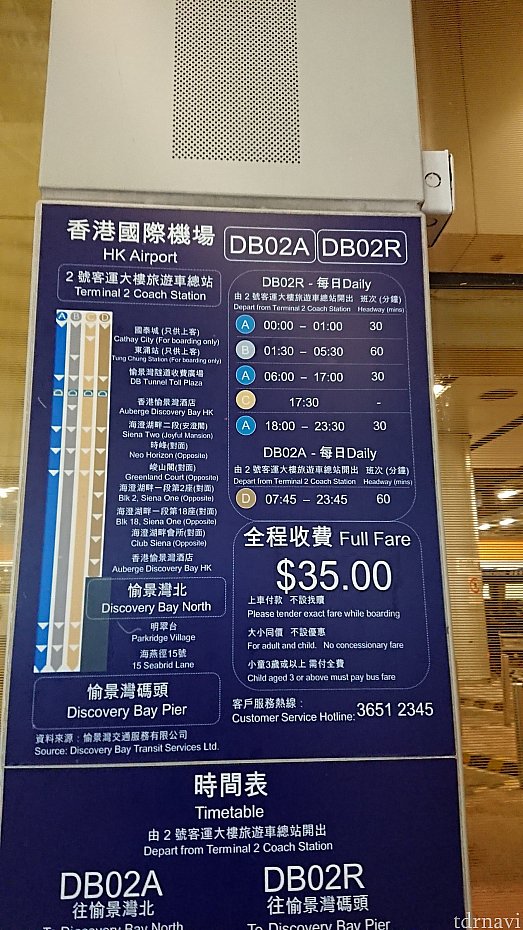 香港國際機場
HK Airport
DB02A DB02R
2 號客運大樓旅遊車總站
Terminal 2 Coach Station
A B C D
國泰城 (只供上客)
Cathay City (For boarding only)
東涌站 (只供上客)
Tung Chung Station (For boarding only)
愉景灣隧道收費廣場
DB Tunnel Toll Plaza
香港愉景灣酒店
Auberge Discovery Bay HK
海澄湖畔二段(安澄閣)
Siena Two (Joyful Mansion)
時峰(對面)
Neo Horizon (Opposite)
峻山閣(對面)
Greenland Court (Opposite)
海澄湖畔一段第2座(對面)
Blk 2, Siena One (Opposite)
海澄湖畔一段第18座(對面)
Blk 18, Siena One (Opposite)
海澄湖畔會所(對面)
Club Siena (Opposite)
香港愉景灣酒店
Auberge Discovery Bay HK
愉景灣北
Discovery Bay North
明翠台
Parkridge Village
海燕徑15號
15 Seabrid Lane
愉景灣碼頭
Discovery Bay Pier
資料來源：愉景灣交通服務有限公司
Source: Discovery Bay Transit Services Ltd.
DB02R - 每日Daily
由 2 號客運大樓旅遊車總站開出 班次 (分鐘)
Depart from Terminal 2 Coach Station Headway (mins)
A 00:00 - 01:00 30
B 01:30 - 05:30 60
A 06:00 - 17:00 30
C 17:30 -
A 18:00 - 23:30 30
DB02A - 每日Daily
由 2 號客運大樓旅遊車總站開出 班次 (分鐘)
Depart from Terminal 2 Coach Station Headway (mins)
D 07:45 - 23:45 60
全程收費 Full Fare
$35.00
上車付款 不設找贖
Please tender exact fare while boarding
大小同價 不設優惠
For adult and child. No concessionary fare
小童3歲或以上 需付全費
Child aged 3 or above must pay bus fare
客戶服務熱線 :
Customer Service Hotline: 3651 2345
時間表
Timetable
由 2 號客運大樓旅遊車總站開出
Depart from Terminal 2 Coach Station
DB02A DB02R
往愉景灣北 往愉景灣碼頭
To Discovery Bay North To Discovery Bay Pier
tdrnavi